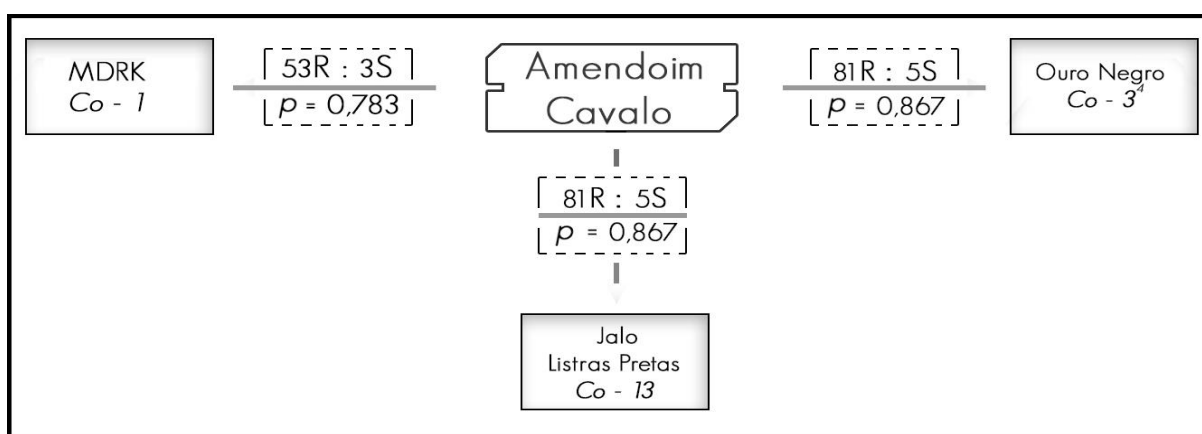 MDRK
Co - 1
53R : 3S
p = 0,783
Amendoim
Cavalo
81R : 5S
p = 0,867
Ouro Negro
Co - 3⁴
81R : 5S
p = 0,867
Jalo
Listras Pretas
Co - 13